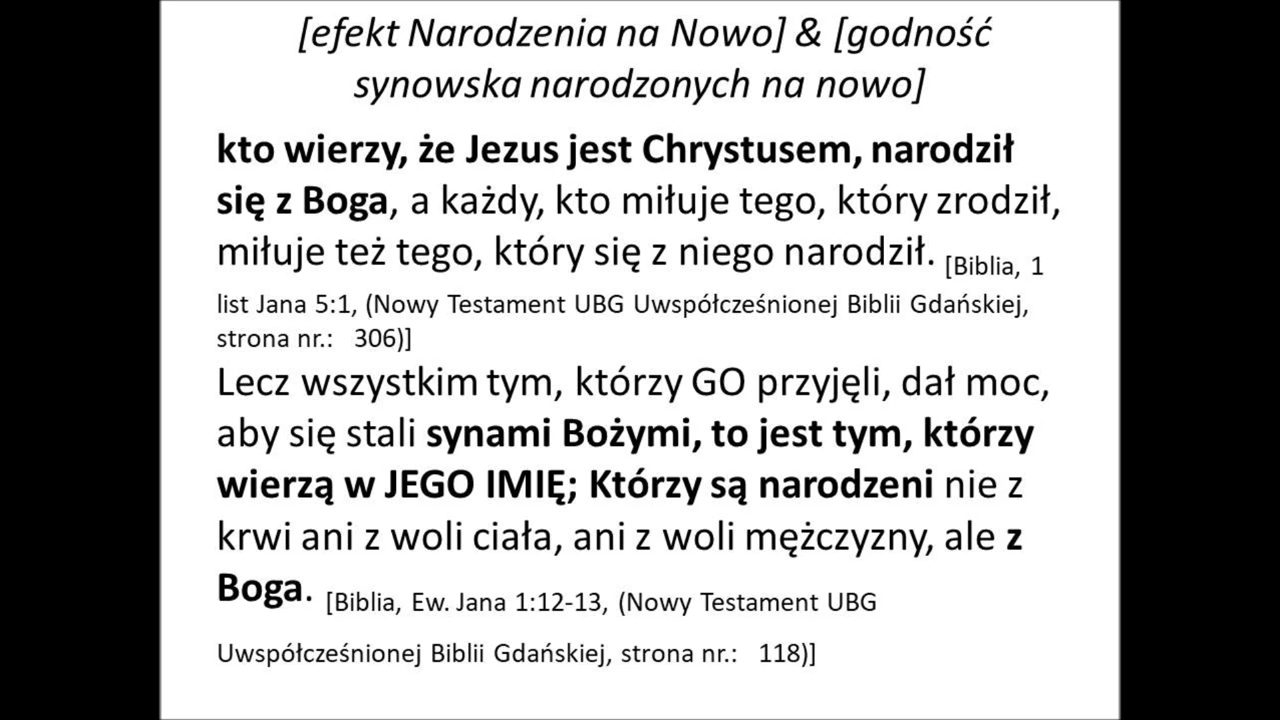 [efekt Narodzenia na Nowo] & [godność
synowska narodzonych na nowo]
kto wierzy, że Jezus jest Chrystusem, narodził
się z Boga, a każdy, kto miłuje tego, który zrodził,
miłuje też tego, który się z niego narodził. [Biblia, 1
list Jana 5:1, (Nowy Testament UBG Uwspółcześnionej Biblii Gdańskiej,
strona nr.: 306)]
Lecz wszystkim tym, którzy GO przyjęli, dał moc,
aby się stali synami Bożymi, to jest tym, którzy
wierzą w JEGO IMIĘ; Którzy są narodzeni nie z
krwi ani z woli ciała, ani z woli mężczyzny, ale z
Boga. [Biblia, Ew. Jana 1:12-13, (Nowy Testament UBG
Uwspółcześnionej Biblii Gdańskiej, strona nr.: 118)]